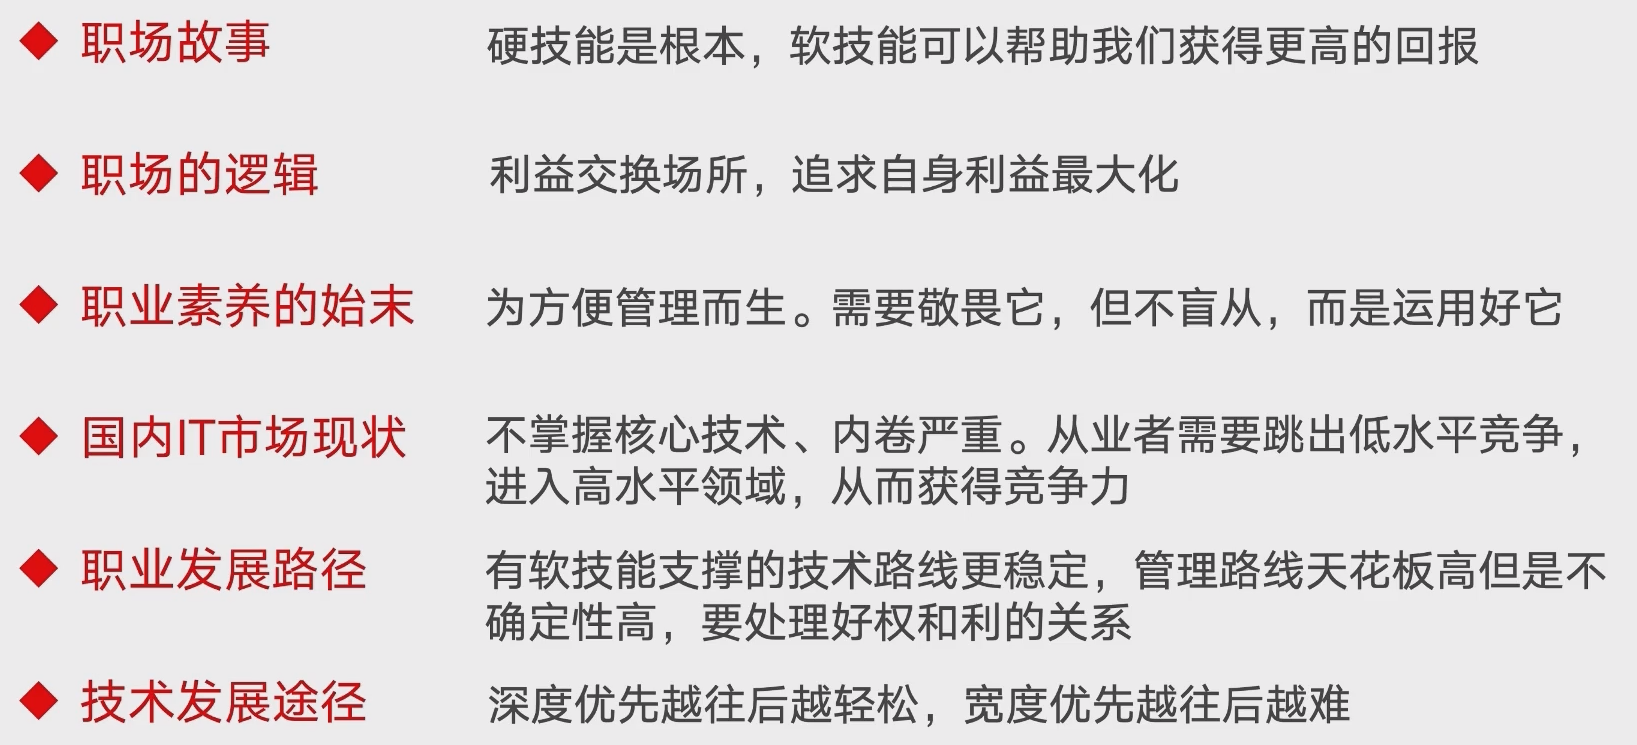 职场故事 硬技能是根本，软技能可以帮助我们获得更高的回报
职场的逻辑 利益交换场所，追求自身利益最大化
职业素养的始末 为方便管理而生。需要敬畏它，但不盲从，而是运用好它
国内IT市场现状 不掌握核心技术、内卷严重。从业者需要跳出低水平竞争，
进入高水平领域，从而获得竞争力
职业发展路径 有软技能支撑的技术路线更稳定，管理路线天花板高但是不
确定性高，要处理好权和利的关系
技术发展途径 深度优先越往后越轻松，宽度优先越往后越难